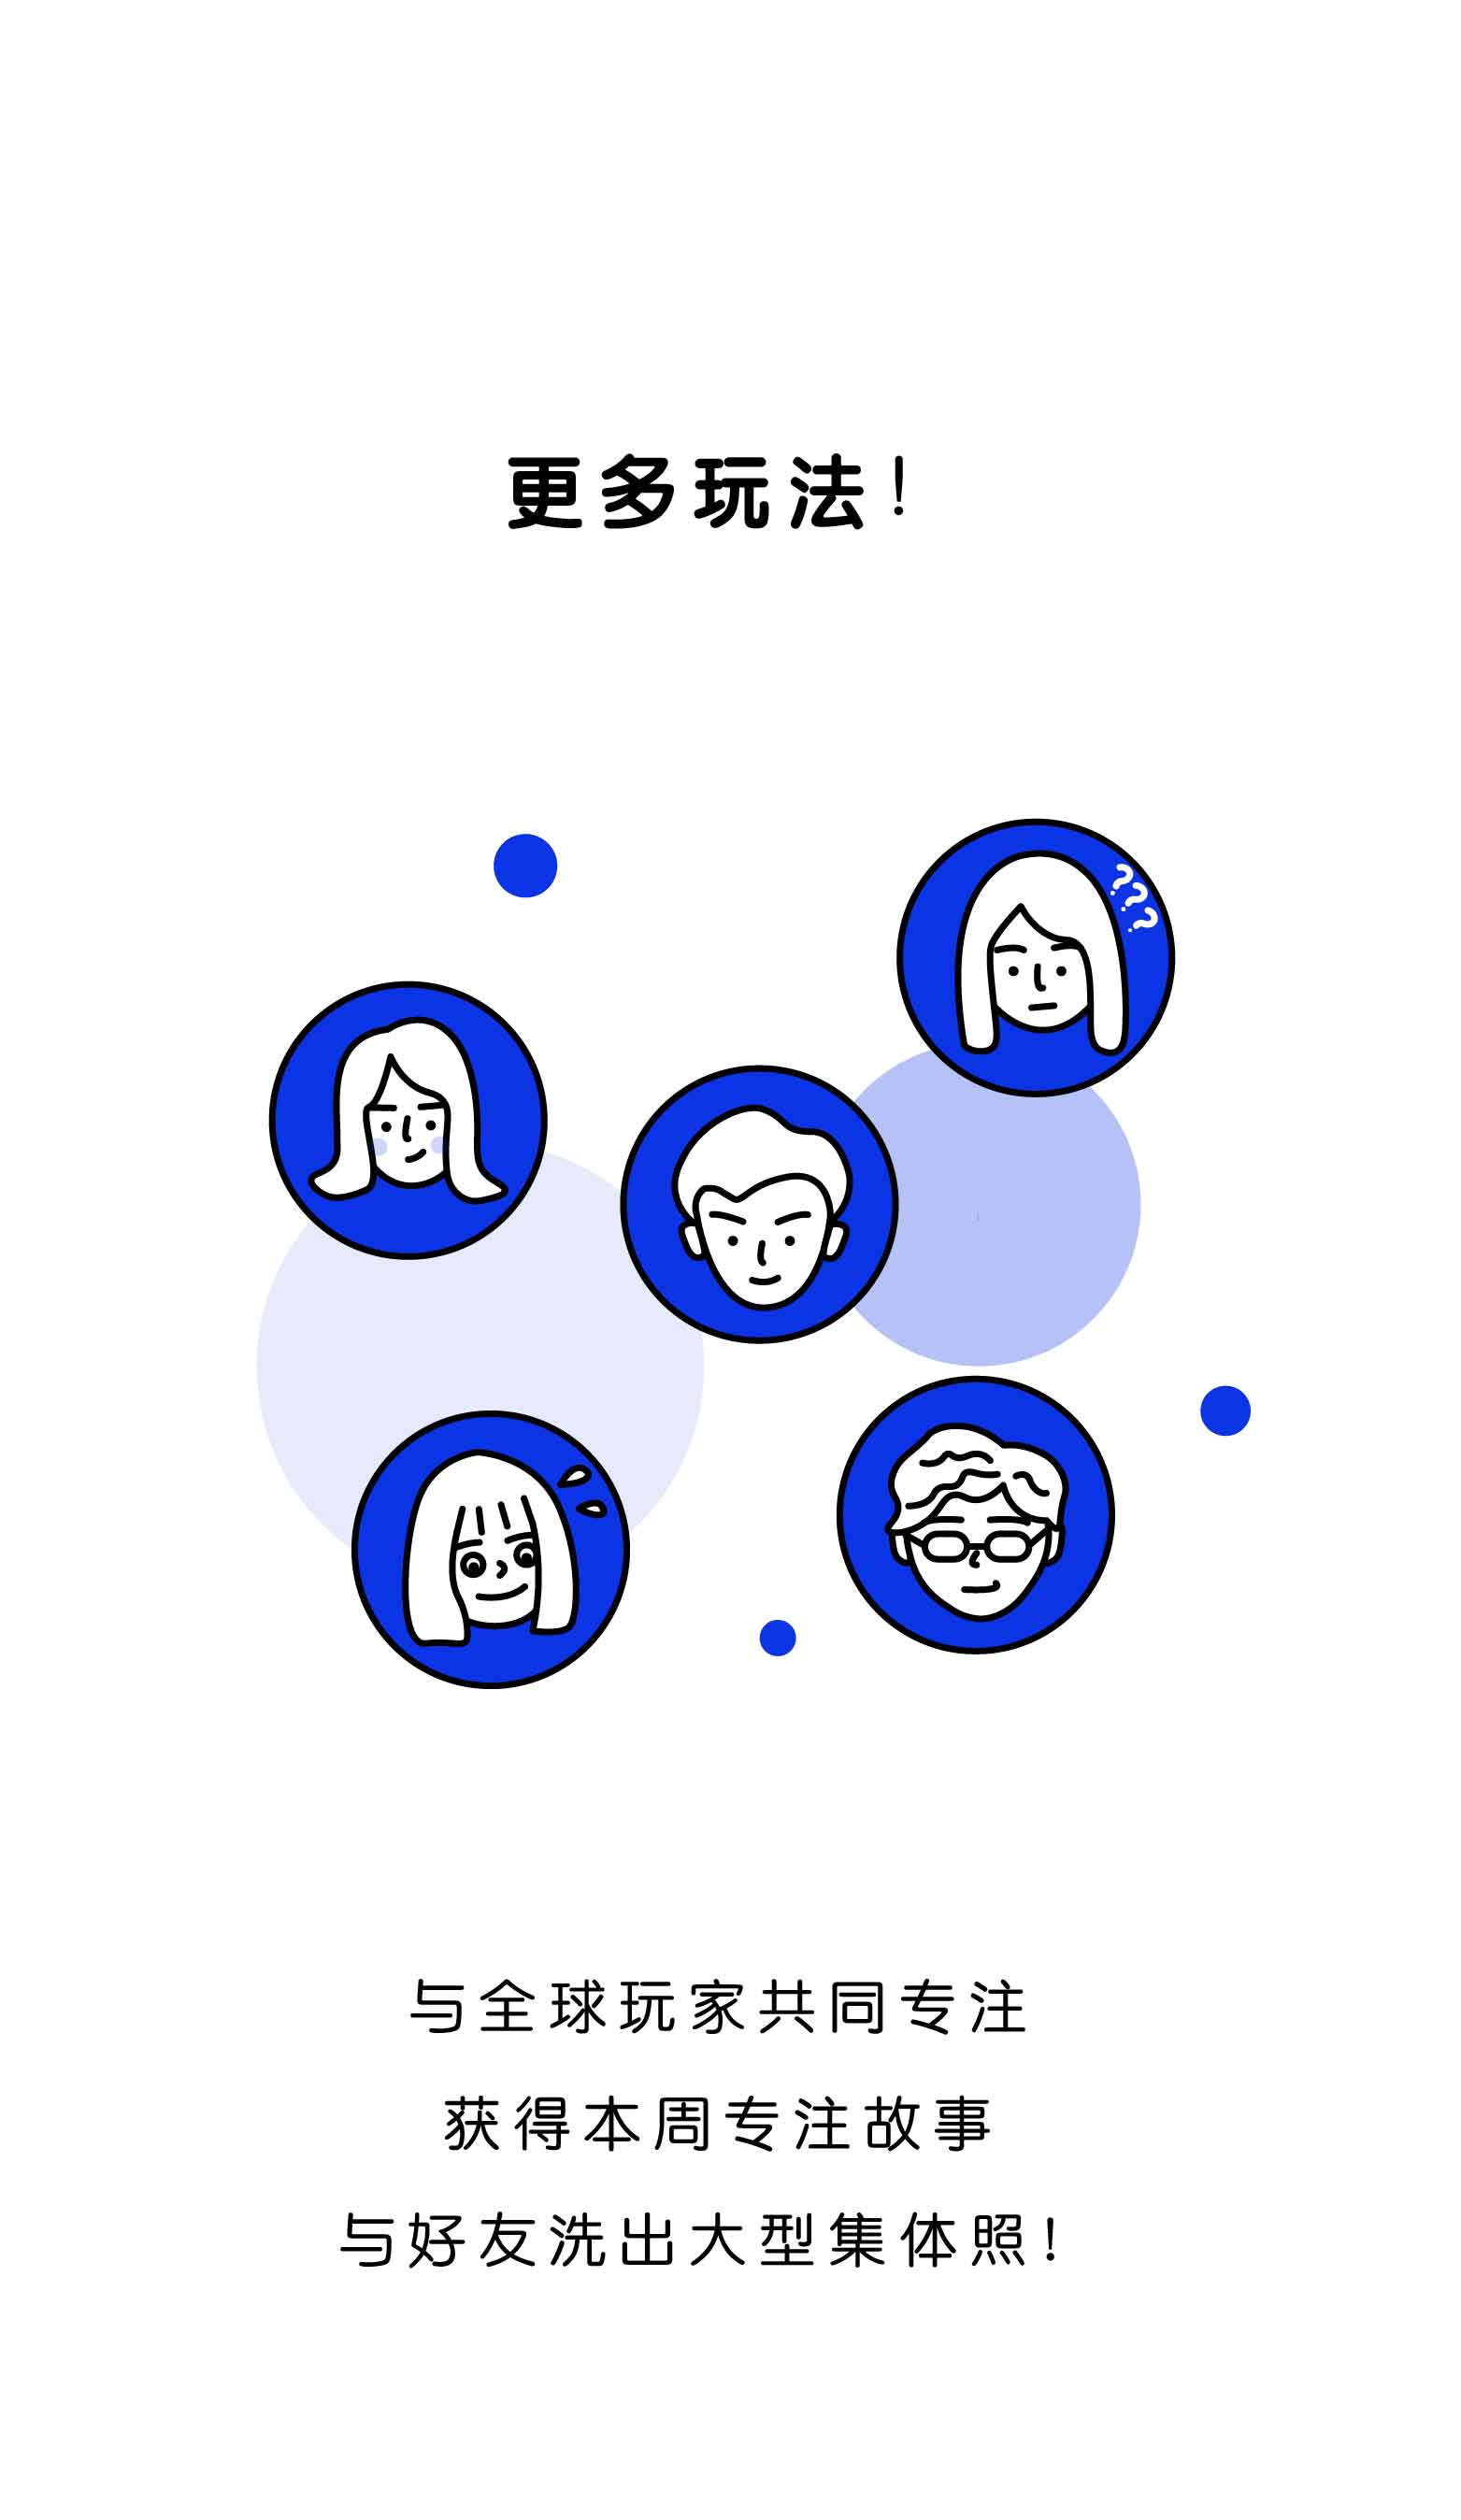 更多玩法!
与全球玩家共同专注
获得本周专注故事
与好友洗出大型集体照!